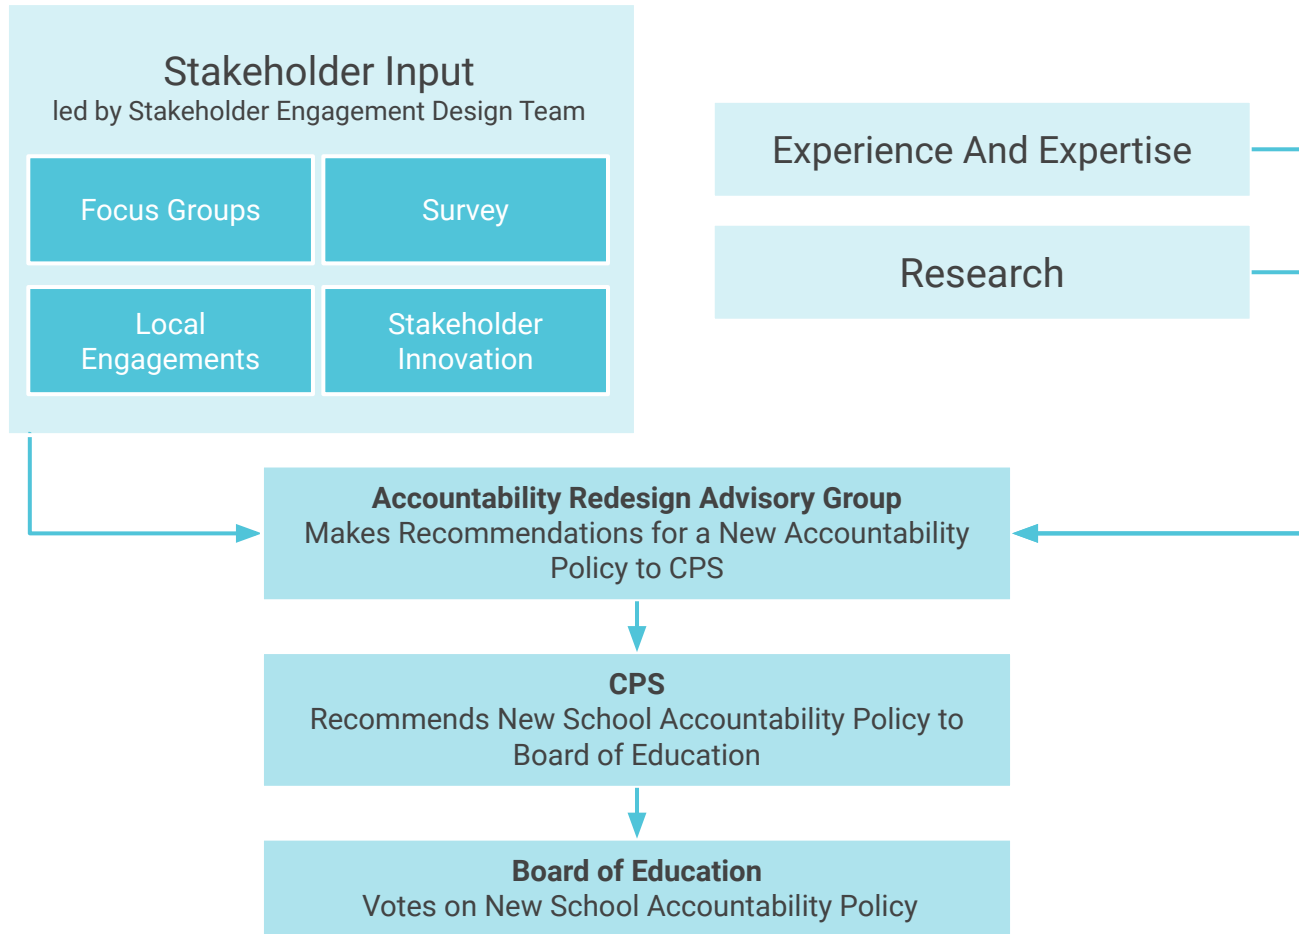 Stakeholder Input
led by Stakeholder Engagement Design Team
Focus Groups
Survey
Local
Engagements
Stakeholder
Innovation
Experience And Expertise
Research
Accountability Redesign Advisory Group
Makes Recommendations for a New Accountability
Policy to CPS
CPS
Recommends New School Accountability Policy to
Board of Education
Board of Education
Votes on New School Accountability Policy